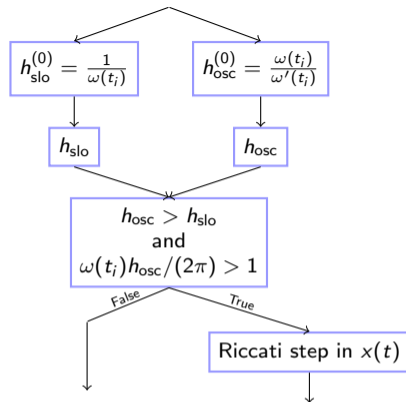 h_slo^(0) = 1/ω(t_i)
h_osc^(0) = ω(t_i)/ω′(t_i)
h_slo
h_osc
h_osc > h_slo
and
ω(t_i)h_osc/(2π) > 1
False
True
Riccati step in x(t)